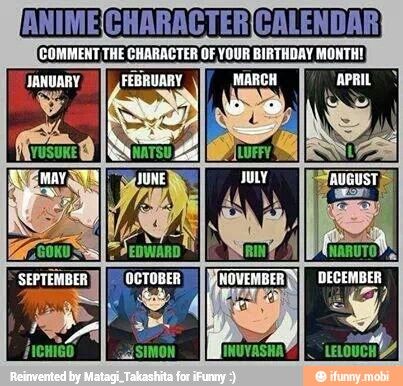 ANIME CHARACTER CALENDAR
COMMENT THE CHARACTER OF YOUR BIRTHDAY MONTH!
JANUARY FEBRUARY MARCH APRIL
YUSUKE NATSU LUFFY L
MAY JUNE JULY AUGUST
GOKU EDWARD RIN NARUTO
SEPTEMBER OCTOBER NOVEMBER DECEMBER
ICHIGO SIMON INUYASHA LELOUCH
Reinvented by Matagi_Takashita for iFunny :) ifunny.mobi